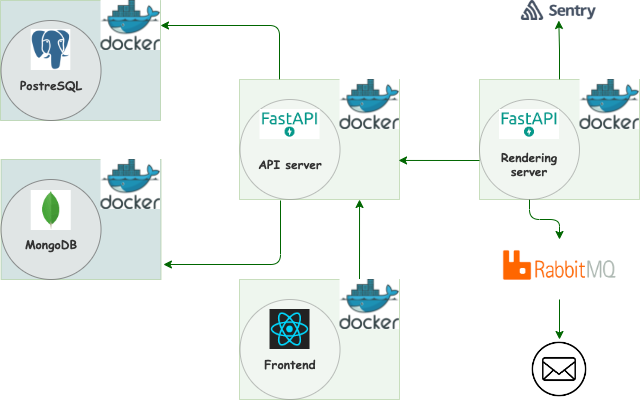 docker
PostreSQL
docker
MongoDB
FastAPI
docker
API server
docker
Frontend
Sentry
FastAPI
docker
Rendering
server
RabbitMQ